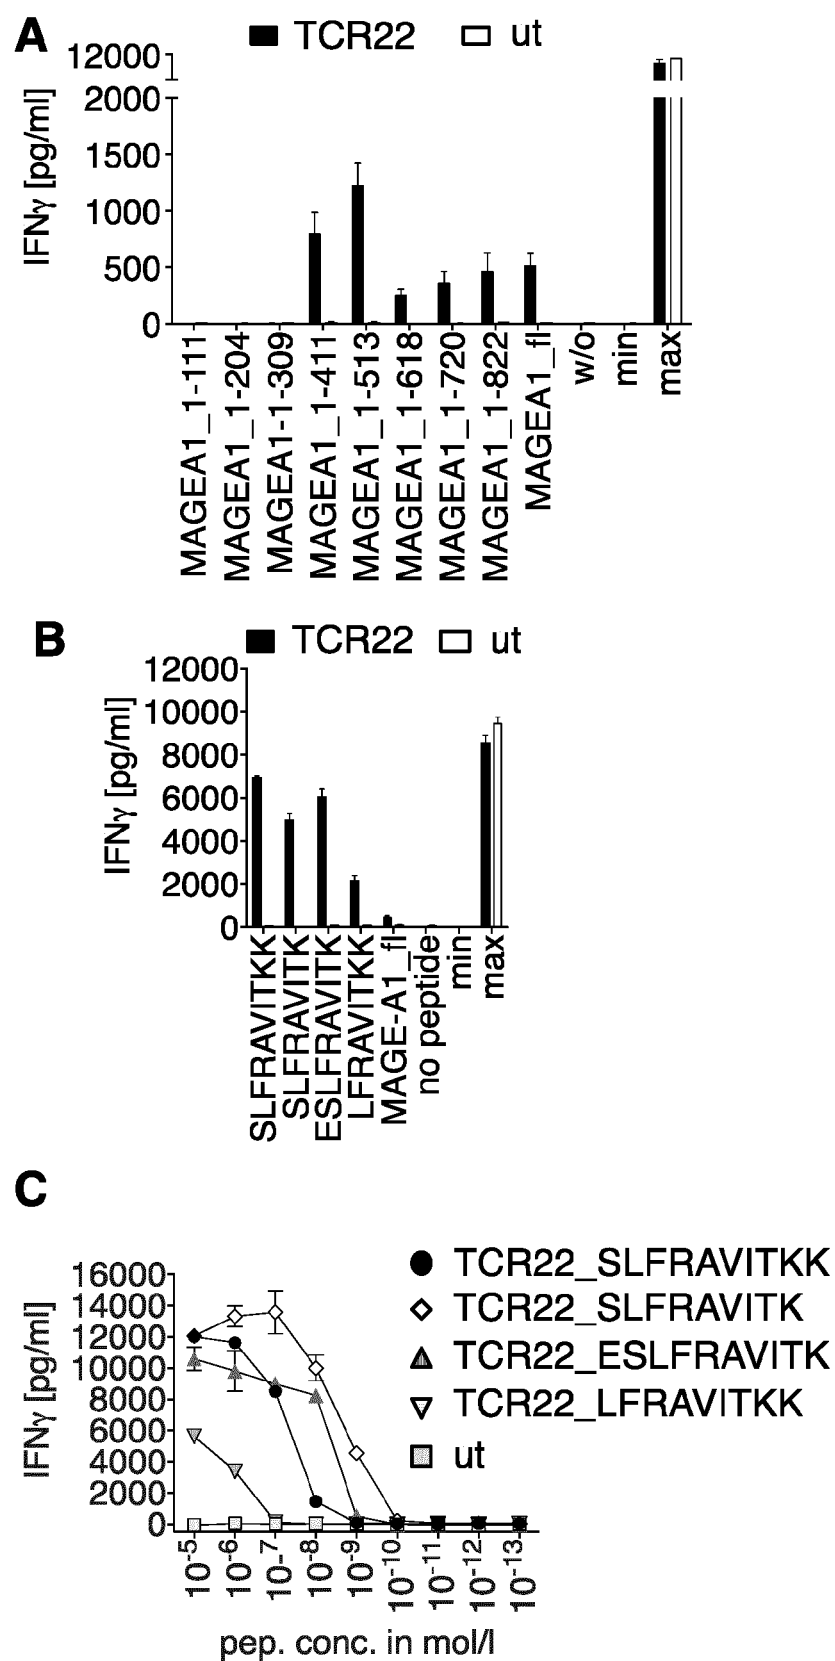 A
TCR22 ut
12000
2000
1500
1000
500
0
IFNγ [pg/ml]
MAGEA1_1-111
MAGEA1_1-204
MAGEA1-1-309
MAGEA1_1-411
MAGEA1_1-513
MAGEA1_1-618
MAGEA1_1-720
MAGEA1_1-822
MAGEA1_fl
w/o
min
max
B
TCR22 ut
12000
10000
8000
6000
4000
2000
0
IFNγ [pg/ml]
SLFRAVITKK
SLFRAVITK
ESLFRAVITK
LFRAVITKK
MAGE-A1_fl
no peptide
min
max
C
16000
14000
12000
10000
8000
6000
4000
2000
0
IFNγ [pg/ml]
TCR22_SLFRAVITKK
TCR22_SLFRAVITK
TCR22_ESLFRAVITK
TCR22_LFRAVITKK
ut
10-5
10-6
10-7
10-8
10-9
10-10
10-11
10-12
10-13
pep. conc. in mol/l